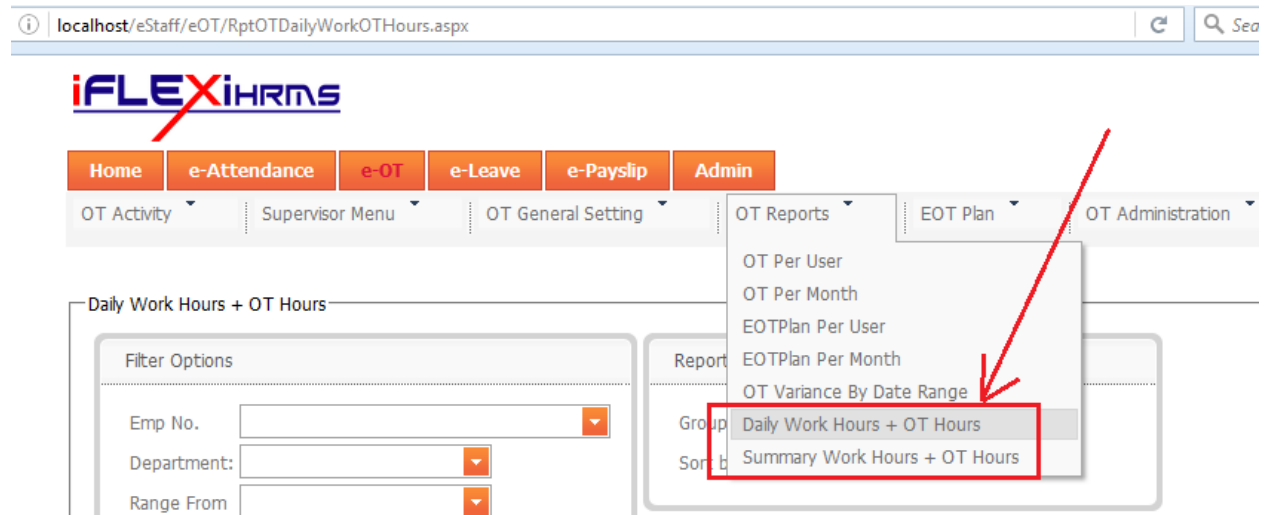 localhost/eStaff/eOT/RptOTDailyWorkOTHours.aspx
iFLEXiHRMS
Home e-Attendance e-OT e-Leave e-Payslip Admin
OT Activity Supervisor Menu OT General Setting OT Reports EOT Plan OT Administration
OT Per User
OT Per Month
EOTPlan Per User
EOTPlan Per Month
OT Variance By Date Range
Daily Work Hours + OT Hours
Summary Work Hours + OT Hours
Daily Work Hours + OT Hours
Filter Options
Emp No.
Department:
Range From
Report
Group